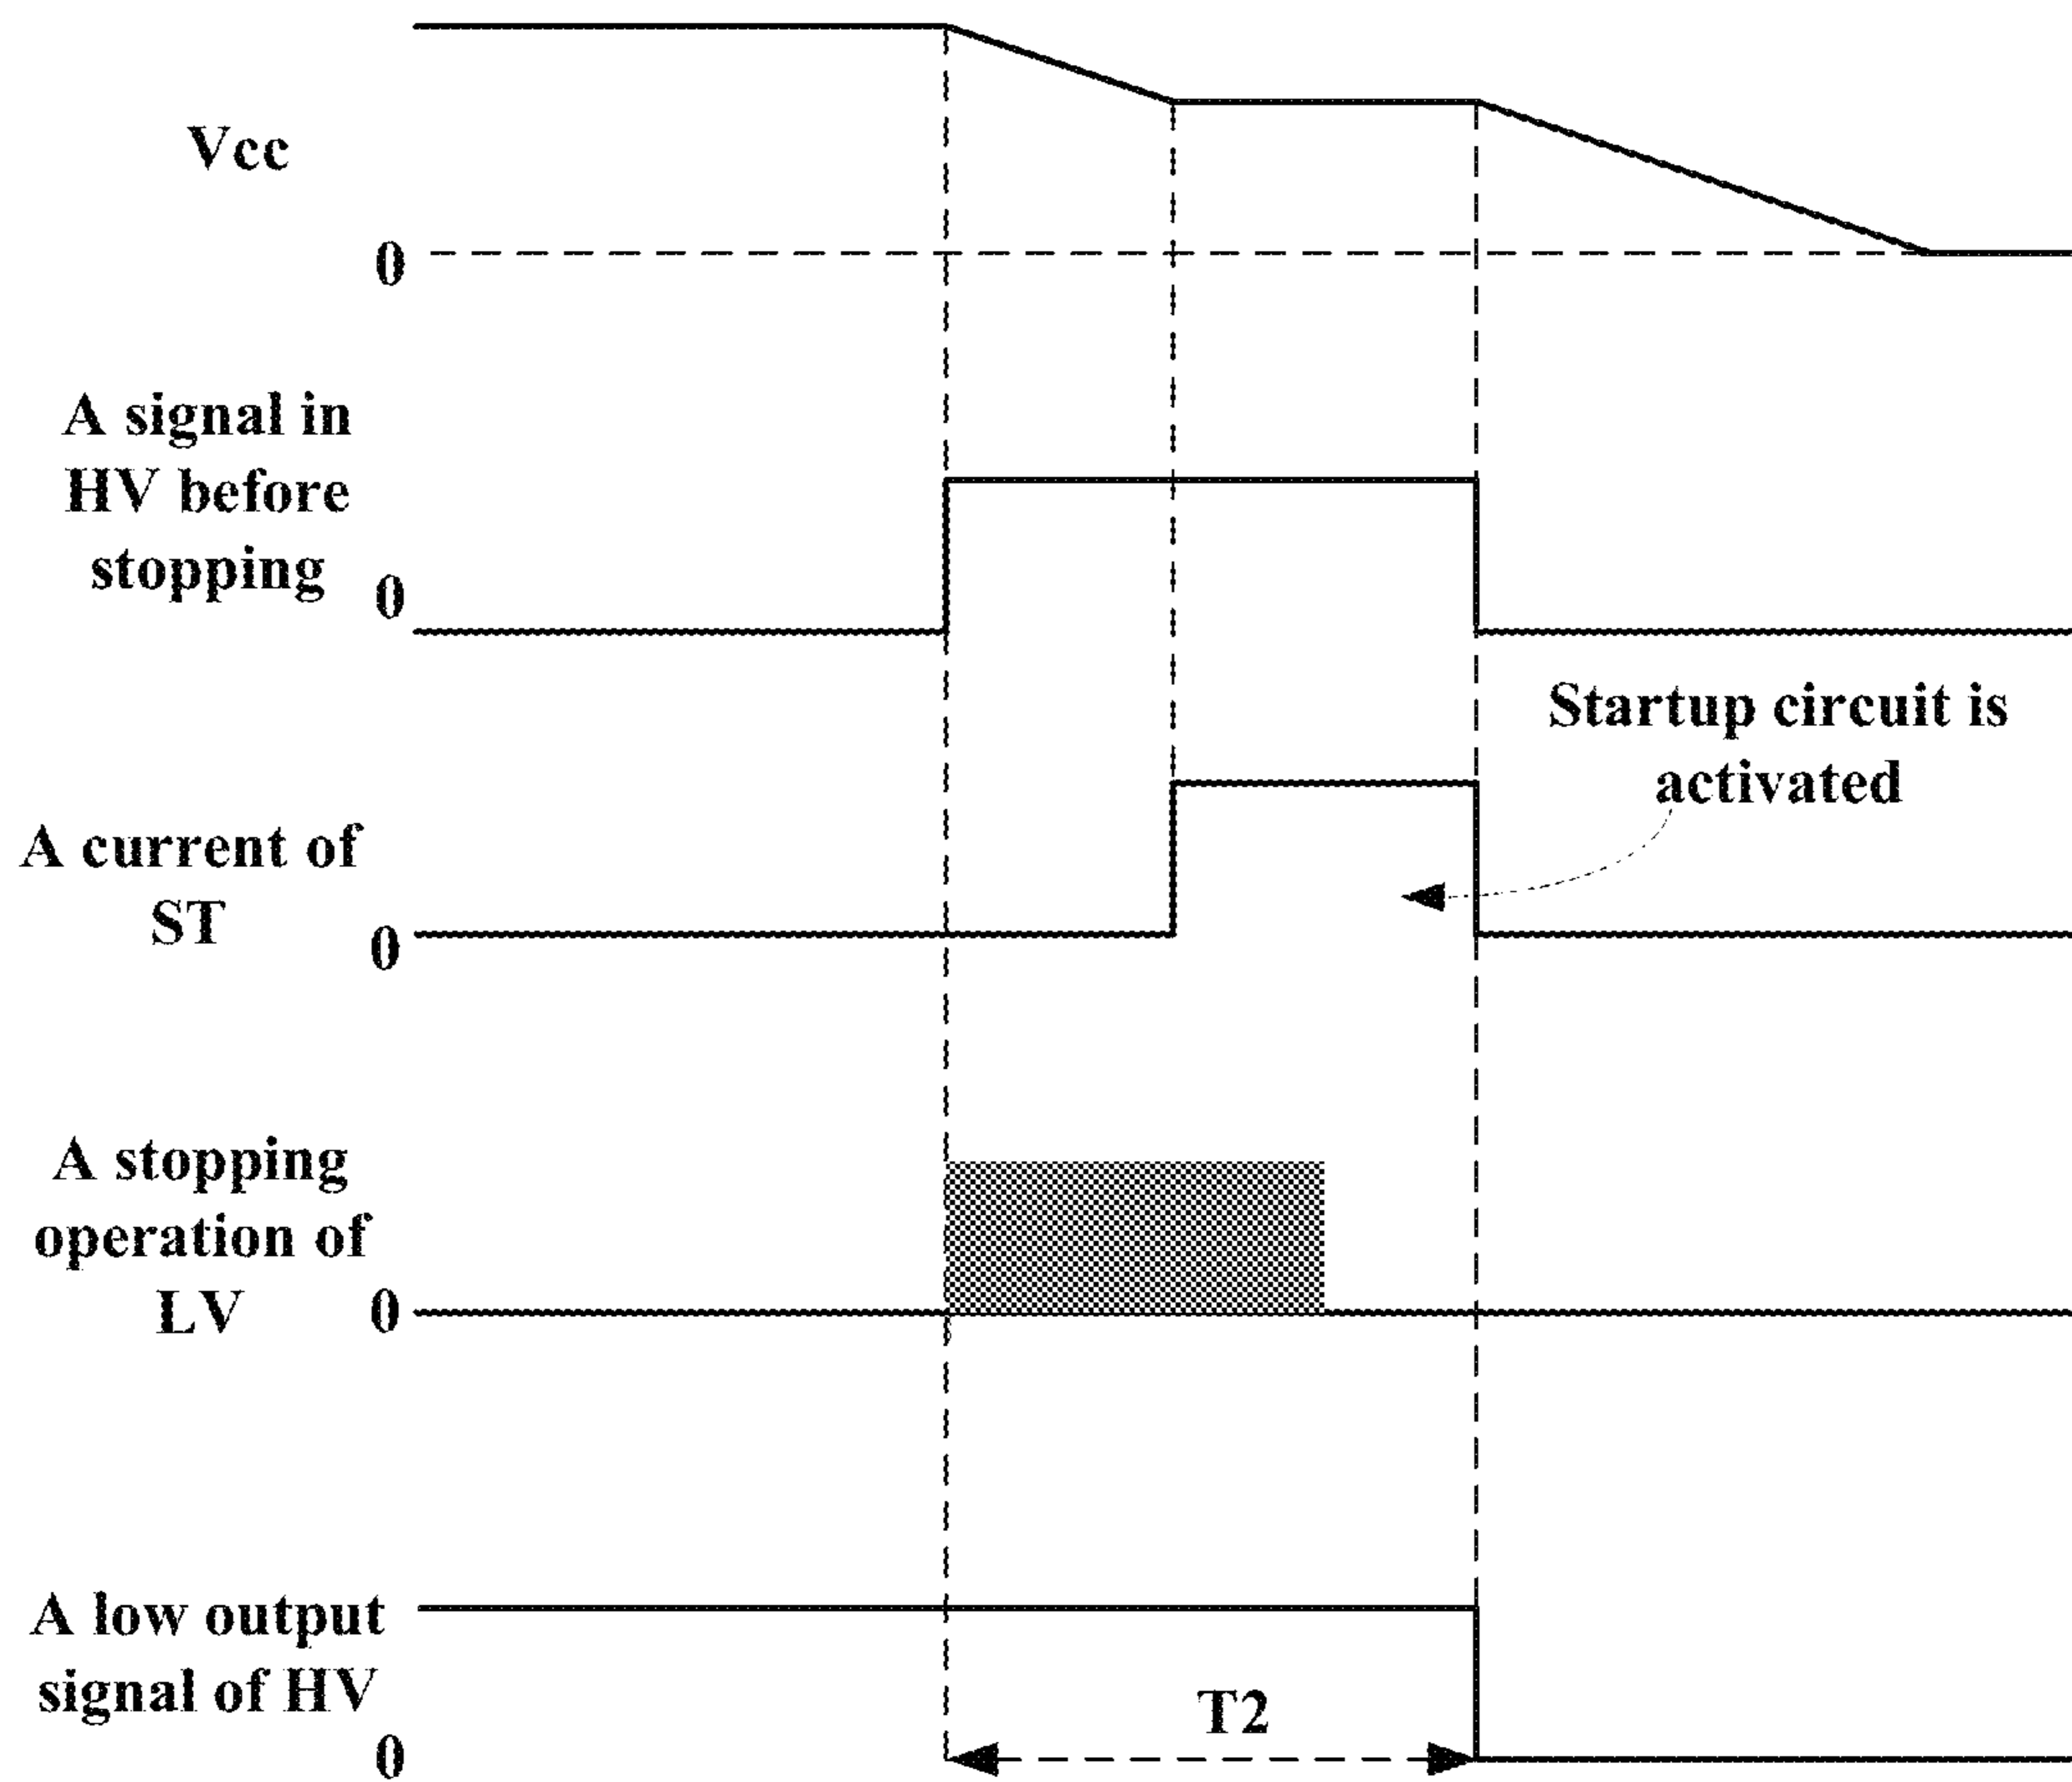 Vcc
0
A signal in
HV before
stopping
0
Startup circuit is
activated
A current of
ST
0
A stopping
operation of
LV
0
A low output
signal of HV
0
T2